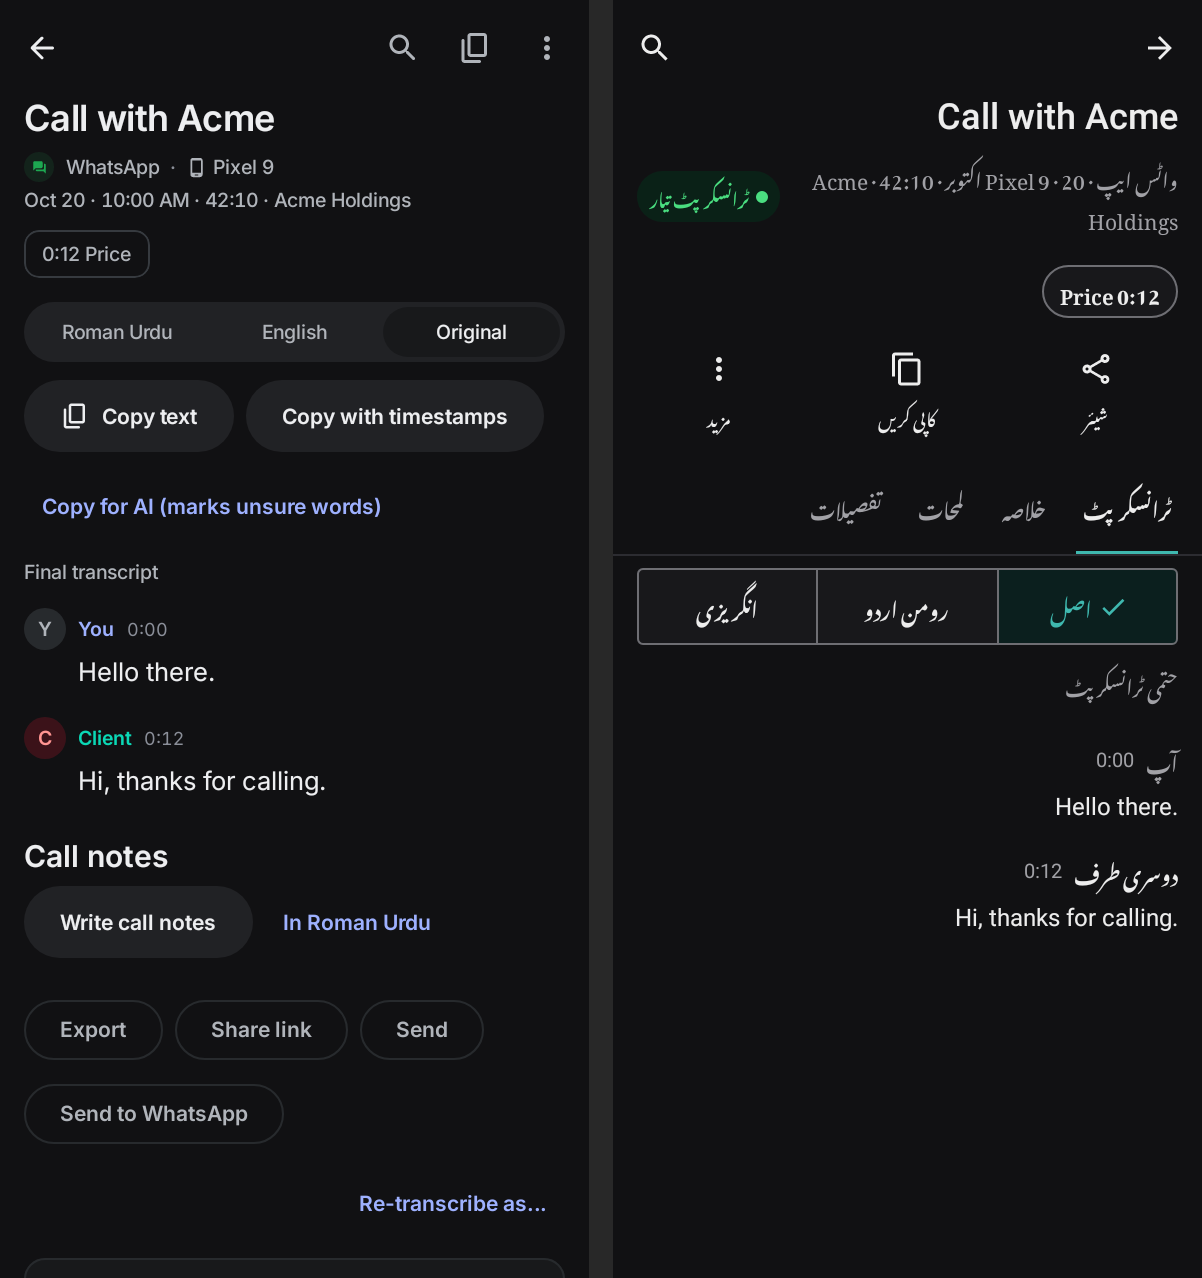 Call with Acme
WhatsApp · Pixel 9
Oct 20 · 10:00 AM · 42:10 · Acme Holdings
0:12 Price
Roman Urdu English Original
Copy text Copy with timestamps
Copy for AI (marks unsure words)
Final transcript
Y You 0:00
Hello there.
C Client 0:12
Hi, thanks for calling.
Call notes
Write call notes In Roman Urdu
Export Share link Send
Send to WhatsApp
Re-transcribe as...
Call with Acme
واٹس ایپ · Pixel 9 · 20 اکتوبر · 42:10 · Acme
Holdings
ٹرانسکرپٹ تیار
Price 0:12
شیئر کاپی کریں مزید
ٹرانسکرپٹ خلاصہ لمحات تفصیلات
اصل رومن اردو انگریزی
حتمی ٹرانسکرپٹ
آپ 0:00
Hello there.
دوسری طرف 0:12
Hi, thanks for calling.